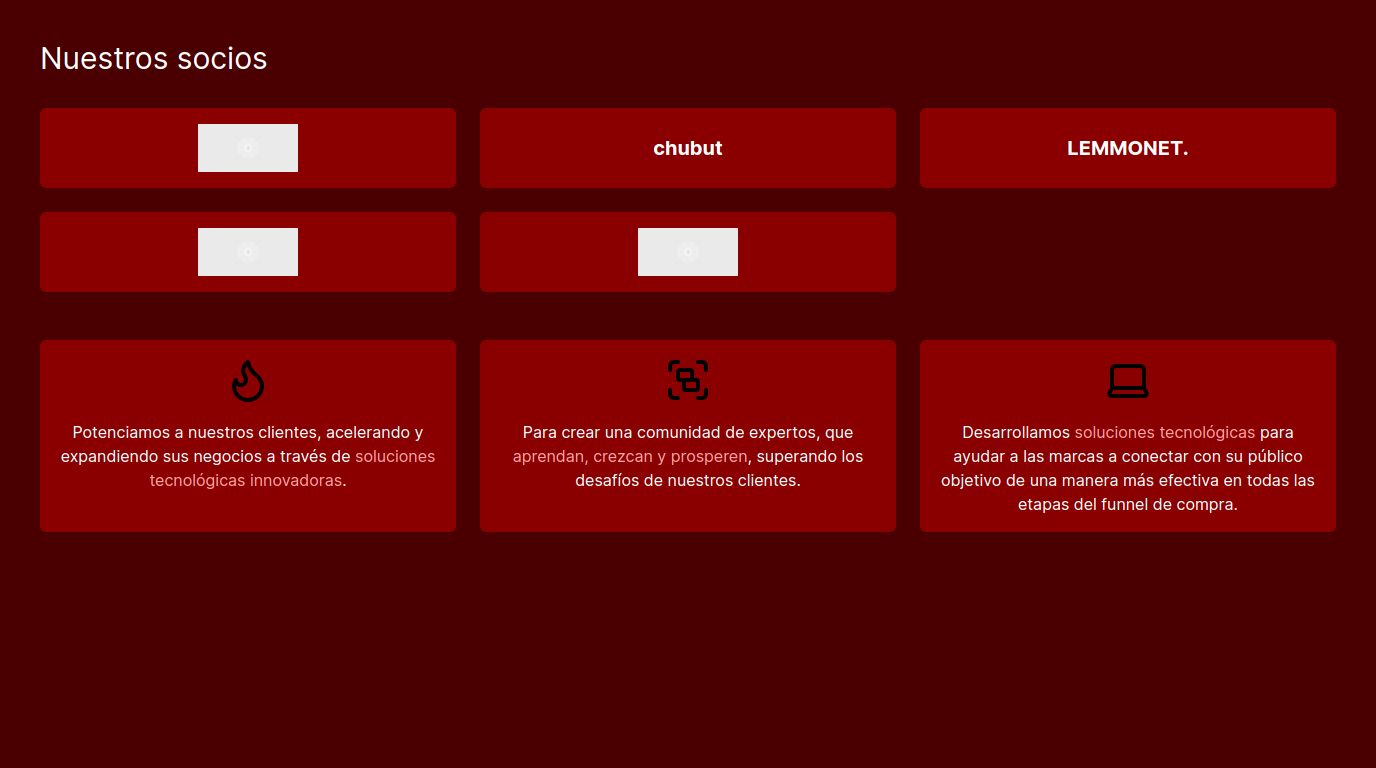 Nuestros socios
chubut
LEMMONET.
Potenciamos a nuestros clientes, acelerando y
expandiendo sus negocios a través de soluciones
tecnológicas innovadoras.
Para crear una comunidad de expertos, que
aprendan, crezcan y prosperen, superando los
desafíos de nuestros clientes.
Desarrollamos soluciones tecnológicas para
ayudar a las marcas a conectar con su público
objetivo de una manera más efectiva en todas las
etapas del funnel de compra.